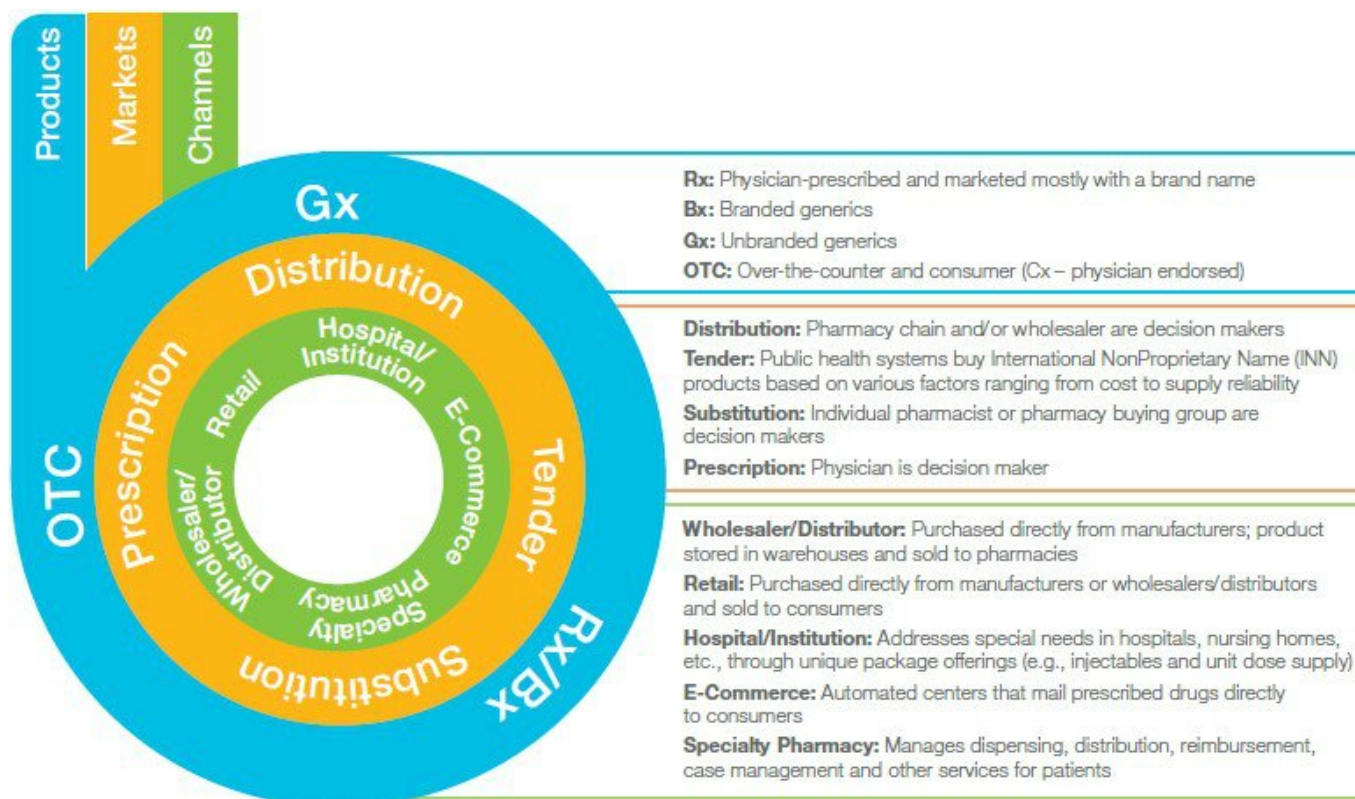 Products
Markets
Channels
Gx
OTC
Rx/Bx
Distribution
Prescription
Tender
Substitution
Hospital/
Institution
Retail
E-Commerce
Wholesaler/
Distributor
Specialty
Pharmacy
Rx: Physician-prescribed and marketed mostly with a brand name
Bx: Branded generics
Gx: Unbranded generics
OTC: Over-the-counter and consumer (Cx – physician endorsed)
Distribution: Pharmacy chain and/or wholesaler are decision makers
Tender: Public health systems buy International NonProprietary Name (INN)
products based on various factors ranging from cost to supply reliability
Substitution: Individual pharmacist or pharmacy buying group are
decision makers
Prescription: Physician is decision maker
Wholesaler/Distributor: Purchased directly from manufacturers; product
stored in warehouses and sold to pharmacies
Retail: Purchased directly from manufacturers or wholesalers/distributors
and sold to consumers
Hospital/Institution: Addresses special needs in hospitals, nursing homes,
etc., through unique package offerings (e.g., injectables and unit dose supply)
E-Commerce: Automated centers that mail prescribed drugs directly
to consumers
Specialty Pharmacy: Manages dispensing, distribution, reimbursement,
case management and other services for patients